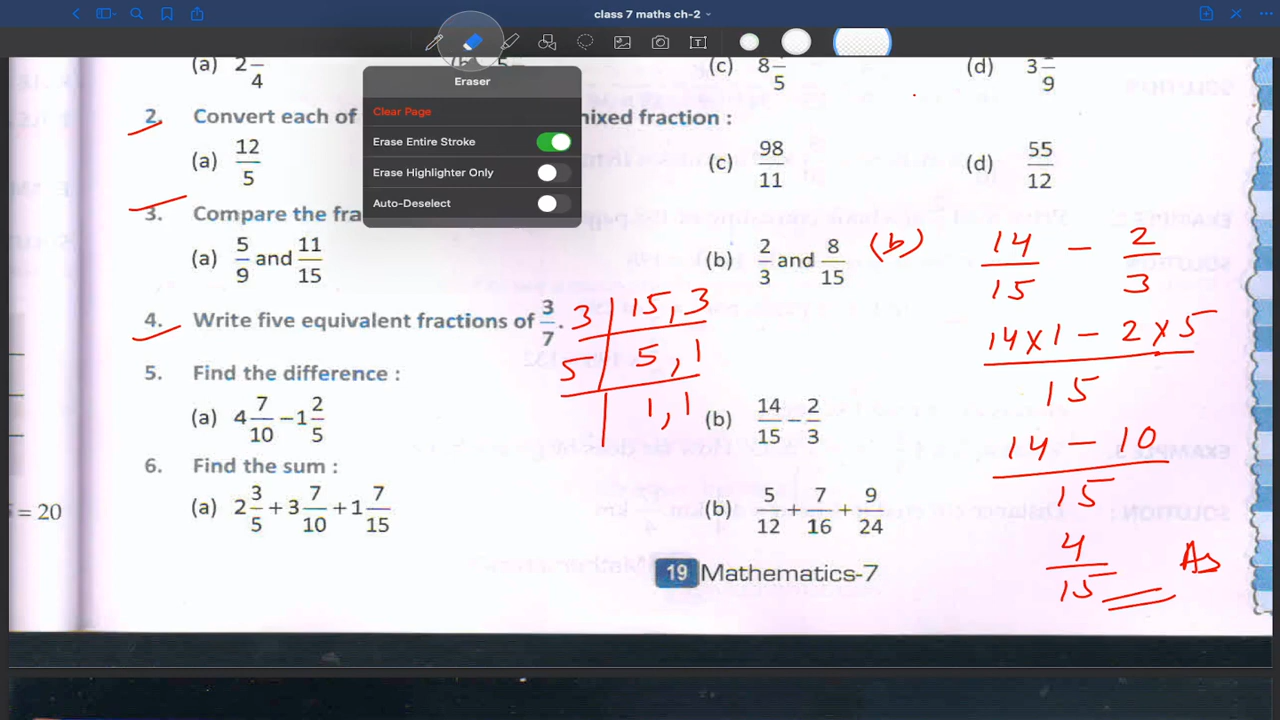 class 7 maths ch-2
(a) 2 /4 (c) 8 /5 (d) 3 /9
Eraser
Clear Page
Erase Entire Stroke
Erase Highlighter Only
Auto-Deselect
2. Convert each of mixed fraction :
(a) 12/5 (c) 98/11 (d) 55/12
3. Compare the fra
(a) 5/9 and 11/15 (b) 2/3 and 8/15
4. Write five equivalent fractions of 3/7.
5. Find the difference :
(a) 4 7/10 – 1 2/5 (b) 14/15 – 2/3
6. Find the sum :
(a) 2 3/5 + 3 7/10 + 1 7/15 (b) 5/12 + 7/16 + 9/24
= 20
19 Mathematics-7
3 | 15, 3
5 | 5, 1
| 1, 1
(b) 14/15 – 2/3
14×1 – 2×5
15
14 – 10
15
4/15 As